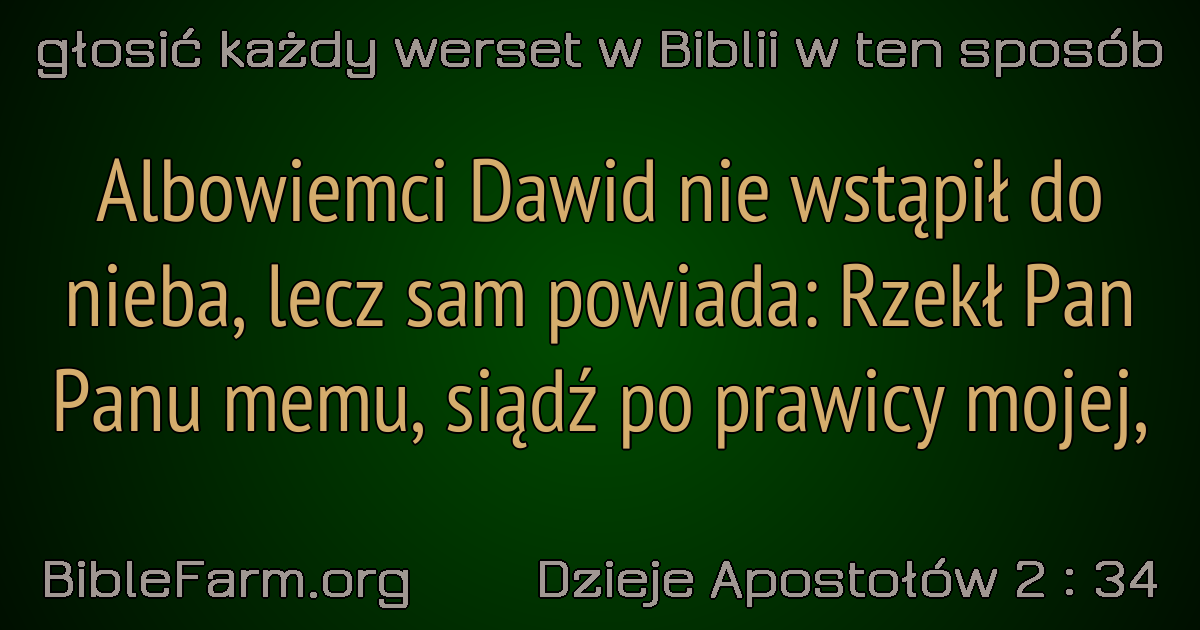 głosić każdy werset w Biblii w ten sposób
Albowiemci Dawid nie wstąpił do
nieba, lecz sam powiada: Rzekł Pan
Panu memu, siądź po prawicy mojej,
BibleFarm.org Dzieje Apostołów 2 : 34